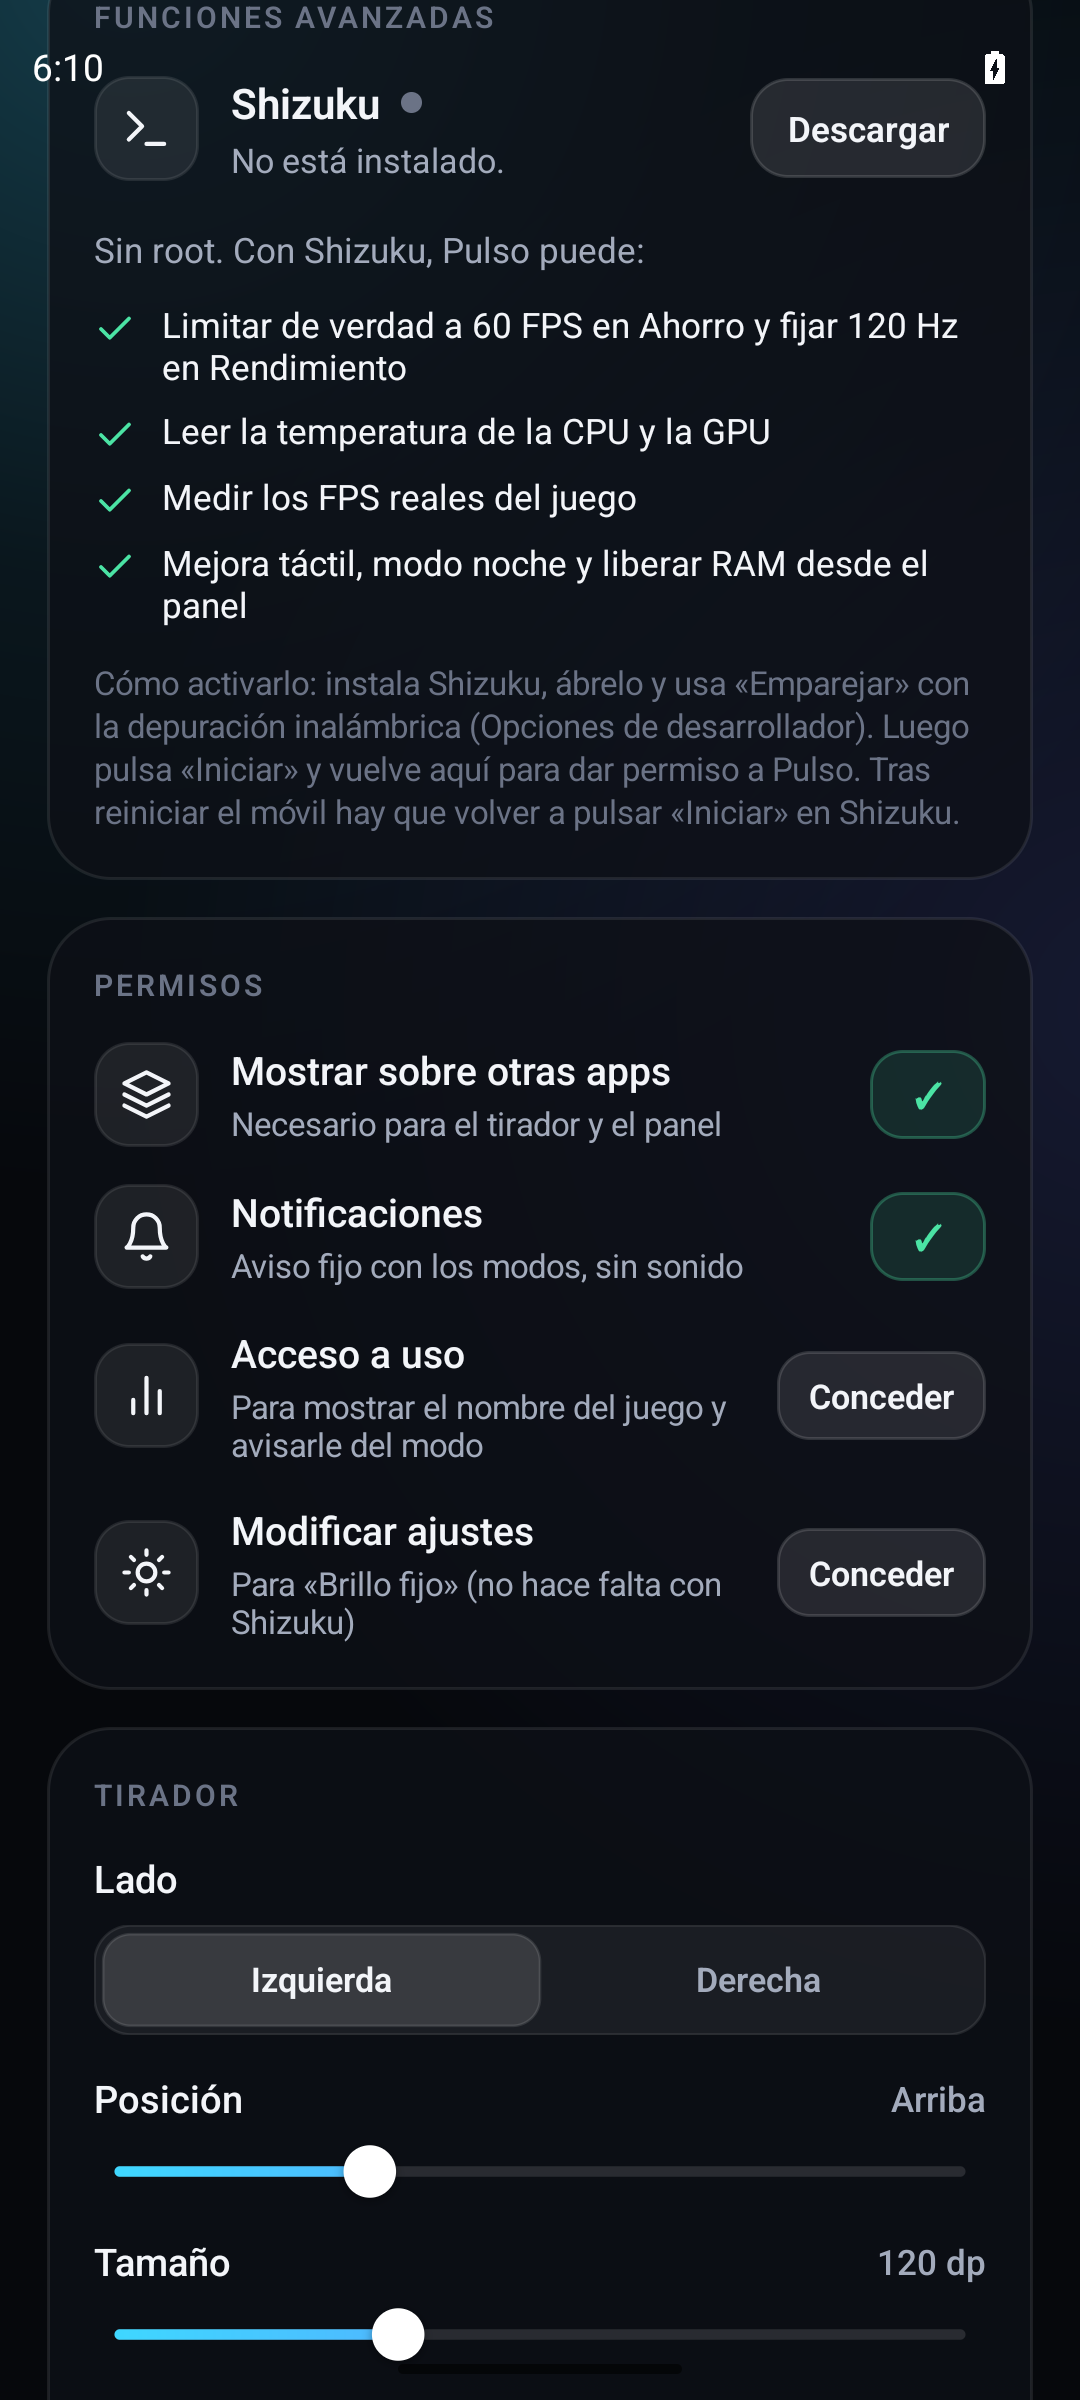 FUNCIONES AVANZADAS
6:10
Shizuku
No está instalado.
Descargar
Sin root. Con Shizuku, Pulso puede:
Limitar de verdad a 60 FPS en Ahorro y fijar 120 Hz
en Rendimiento
Leer la temperatura de la CPU y la GPU
Medir los FPS reales del juego
Mejora táctil, modo noche y liberar RAM desde el
panel
Cómo activarlo: instala Shizuku, ábrelo y usa «Emparejar» con
la depuración inalámbrica (Opciones de desarrollador). Luego
pulsa «Iniciar» y vuelve aquí para dar permiso a Pulso. Tras
reiniciar el móvil hay que volver a pulsar «Iniciar» en Shizuku.
PERMISOS
Mostrar sobre otras apps
Necesario para el tirador y el panel
Notificaciones
Aviso fijo con los modos, sin sonido
Acceso a uso
Para mostrar el nombre del juego y
avisarle del modo
Conceder
Modificar ajustes
Para «Brillo fijo» (no hace falta con
Shizuku)
Conceder
TIRADOR
Lado
Izquierda
Derecha
Posición
Arriba
Tamaño
120 dp